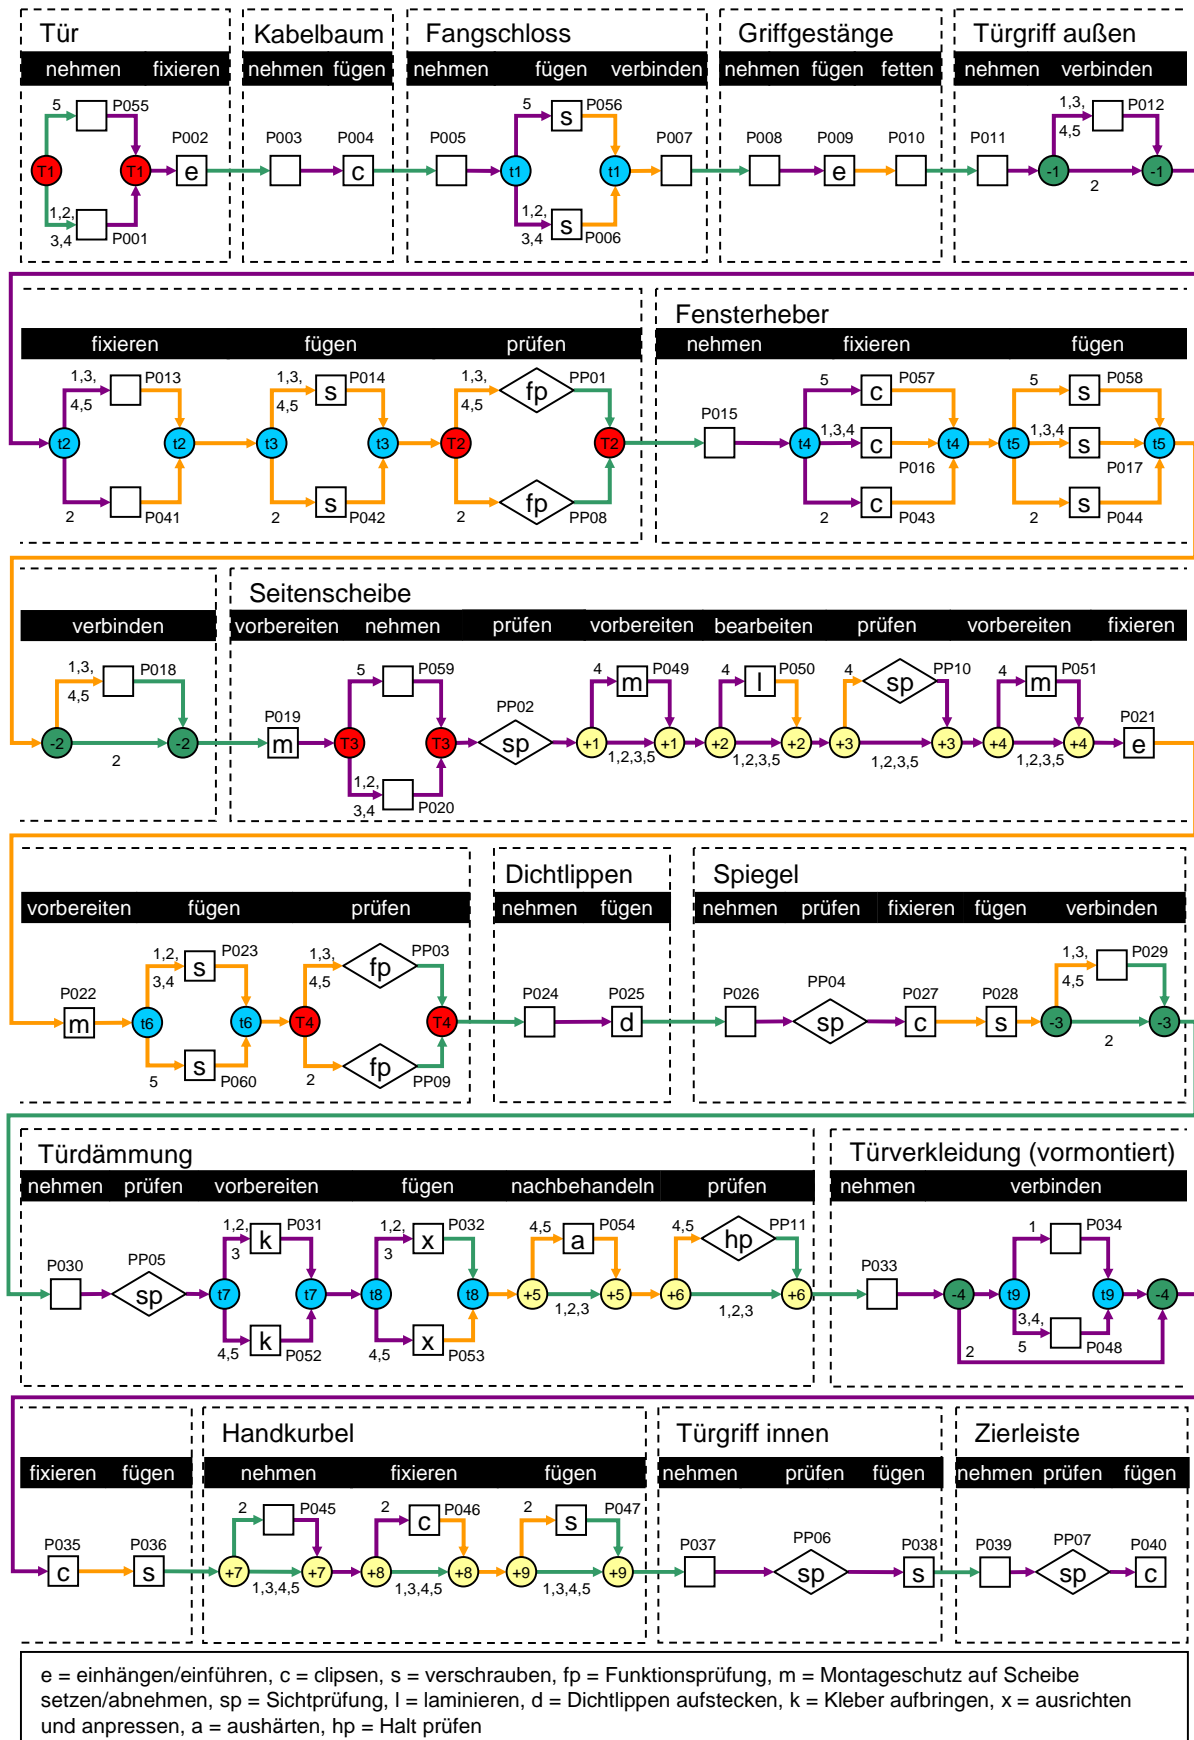 Tür Kabelbaum Fangschloss Griffgestänge Türgriff außen
nehmen fixieren nehmen fügen nehmen fügen verbinden nehmen fügen fetten nehmen verbinden
5 P055 5 P056 1,3, P012
P002 P003 P004 P005 s P007 P008 P009 P010 P011 4,5
T1 T1 e c t1 t1 e -1 -1
1,2, 1,2, s 2
3,4 P001 3,4 P006
Fensterheber
fixieren fügen prüfen nehmen fixieren fügen
1,3, P013 1,3, P014 1,3, PP01 5 P057 5 P058
4,5 4,5 s 4,5 fp P015 c s
t2 t2 t3 t3 T2 T2 t4 1,3,4 c t4 t5 1,3,4 s t5
P016 P017
2 P041 2 s P042 2 fp PP08 2 c P043 2 s P044
Seitenscheibe
verbinden vorbereiten nehmen prüfen vorbereiten bearbeiten prüfen vorbereiten fixieren
1,3, P018 5 P059 4 P049 4 P050 4 PP10 4 P051
4,5 m l sp m
P019 PP02 P021
-2 -2 m T3 T3 sp +1 +1 +2 +2 +3 +3 +4 +4 e
2 1,2,3,5 1,2,3,5 1,2,3,5 1,2,3,5
1,2,
3,4 P020
Dichtlippen Spiegel
vorbereiten fügen prüfen nehmen fügen nehmen prüfen fixieren fügen verbinden
1,2, P023 1,3, PP03 1,3, P029
3,4 s 4,5 fp 4,5
P022 P024 P025 P026 PP04 P027 P028
m t6 t6 T4 T4 d sp c s -3 -3
2
5 s P060 2 fp PP09
Türdämmung Türverkleidung (vormontiert)
nehmen prüfen vorbereiten fügen nachbehandeln prüfen nehmen verbinden
1,2, P031 1,2, P032 4,5 P054 4,5 PP11 1 P034
3 k 3 x a hp
P030 PP05 P033
sp t7 t7 t8 t8 +5 +5 +6 +6 -4 t9 t9 -4
1,2,3 1,2,3 3,4,
4,5 k P052 4,5 x P053 2 5 P048
Handkurbel Türgriff innen Zierleiste
fixieren fügen nehmen fixieren fügen nehmen prüfen fügen nehmen prüfen fügen
2 P045 2 P046 2 P047
c s
P035 P036 P037 PP06 P038 P039 PP07 P040
c s +7 +7 +8 +8 +9 +9 sp s sp c
1,3,4,5 1,3,4,5 1,3,4,5
e = einhängen/einführen, c = clipsen, s = verschrauben, fp = Funktionsprüfung, m = Montageschutz auf Scheibe
setzen/abnehmen, sp = Sichtprüfung, l = laminieren, d = Dichtlippen aufstecken, k = Kleber aufbringen, x = ausrichten
und anpressen, a = aushärten, hp = Halt prüfen